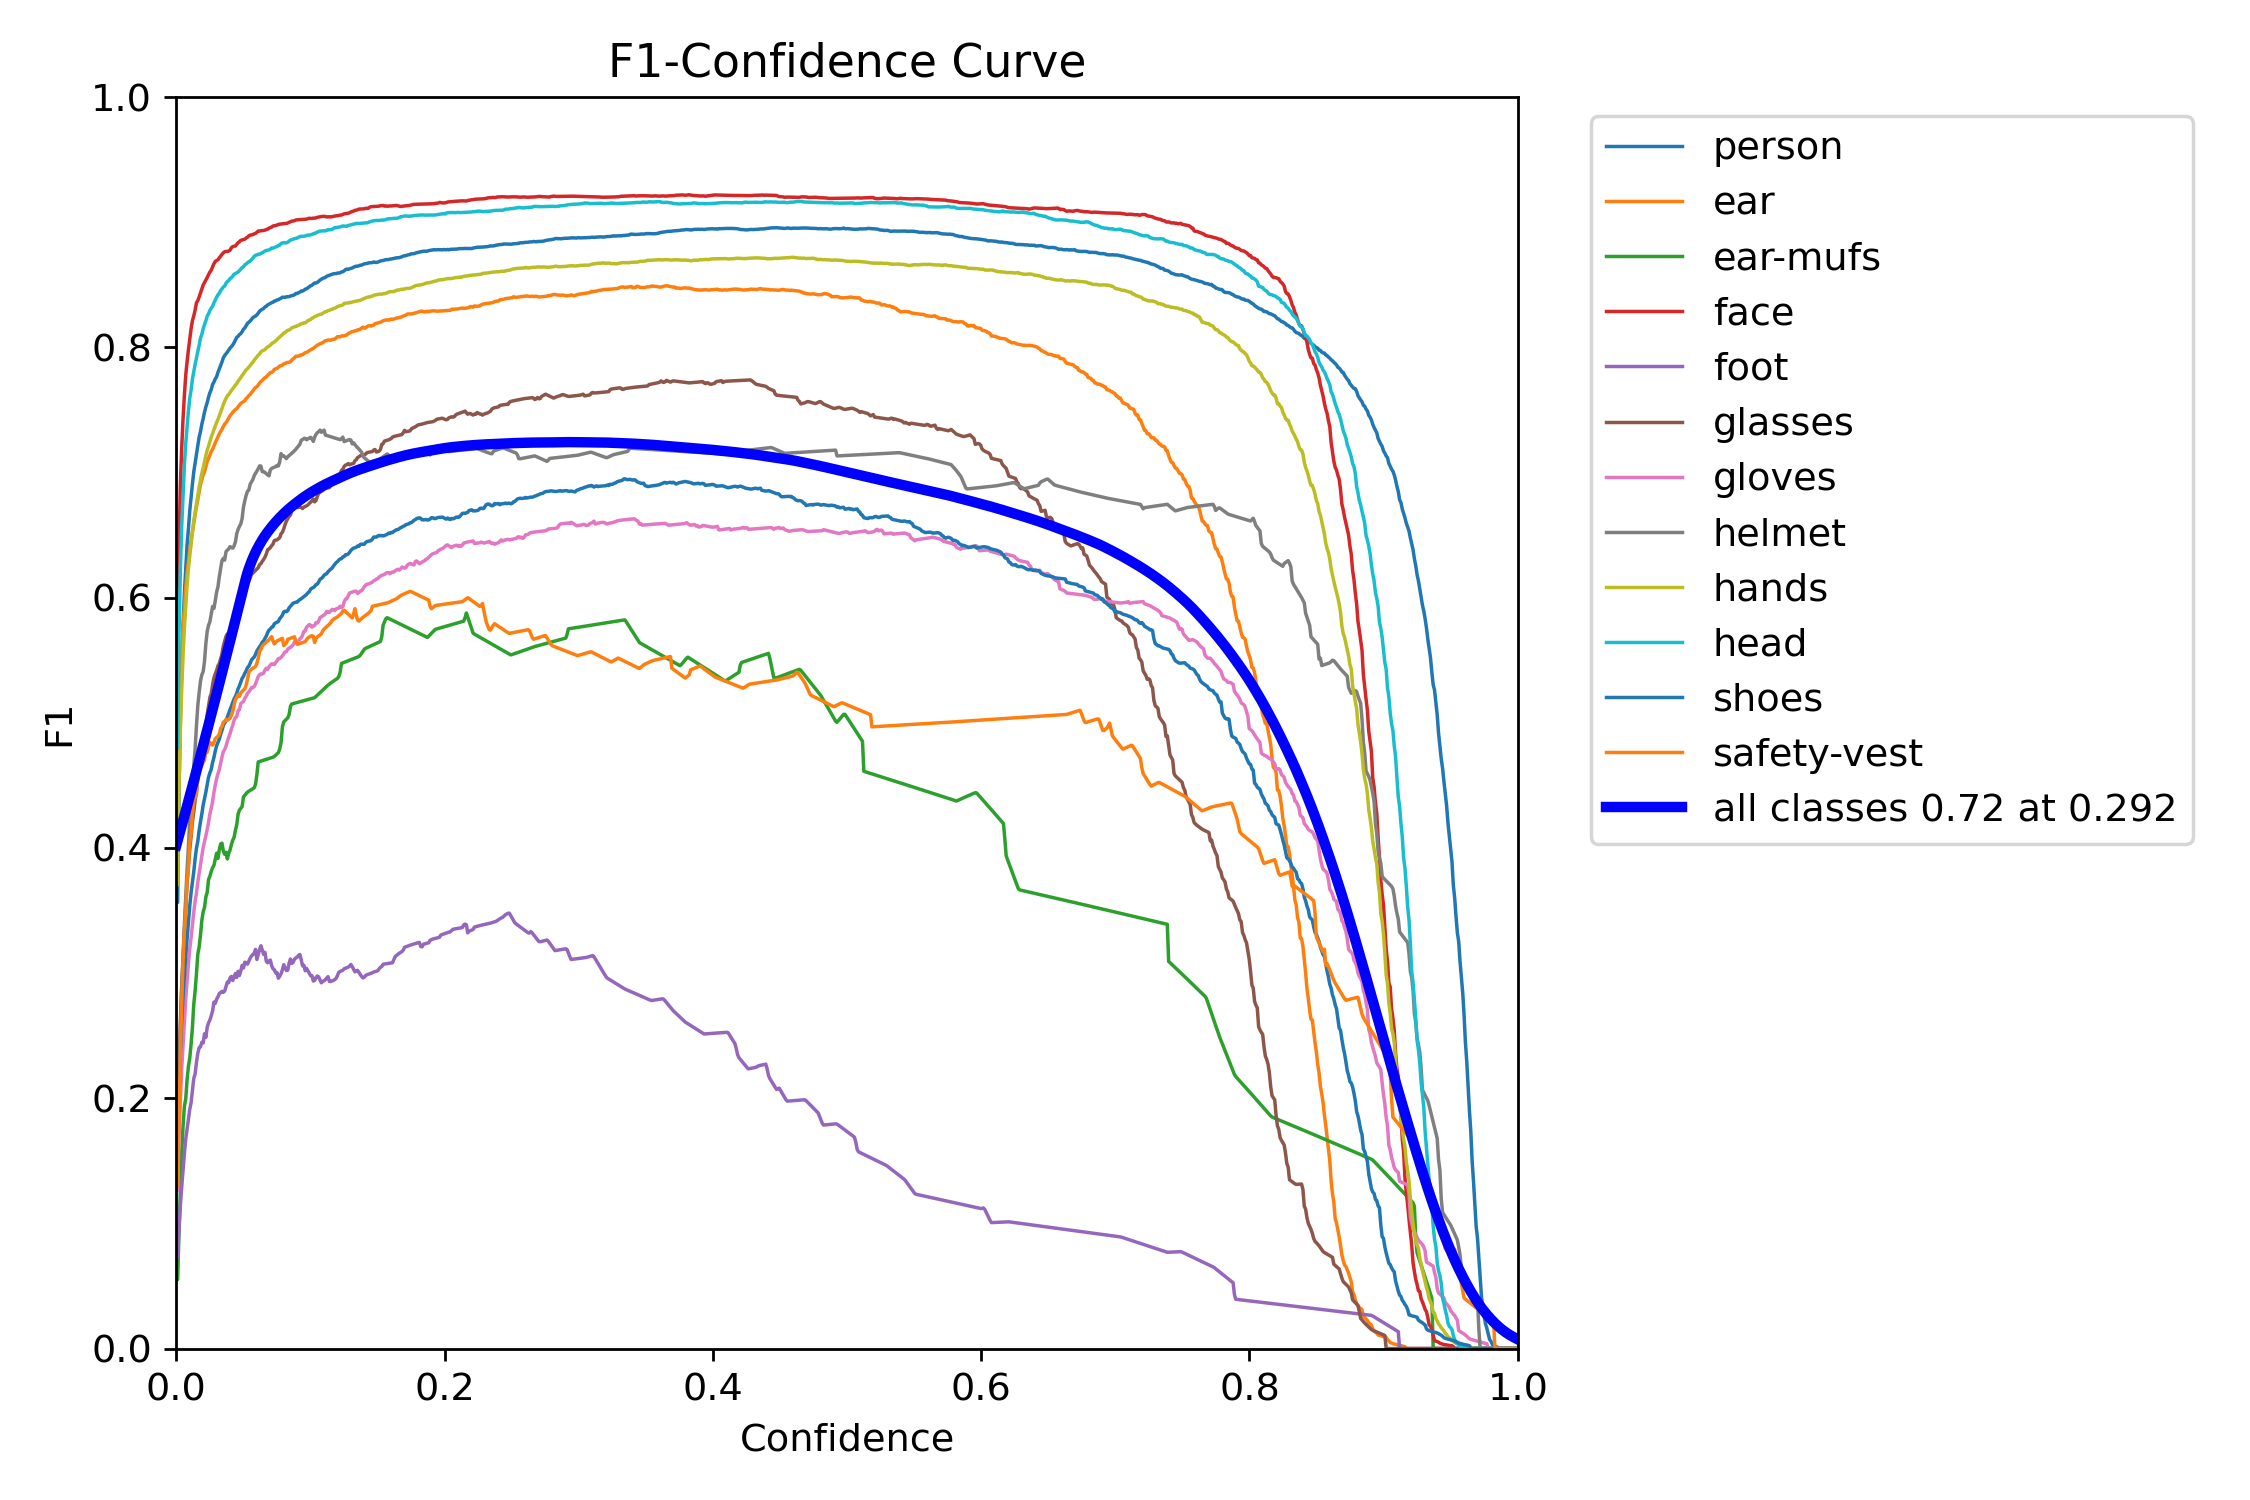 F1-Confidence Curve
1.0
0.8
0.6
0.4
0.2
0.0
F1
0.0 0.2 0.4 0.6 0.8 1.0
Confidence
person
ear
ear-mufs
face
foot
glasses
gloves
helmet
hands
head
shoes
safety-vest
all classes 0.72 at 0.292